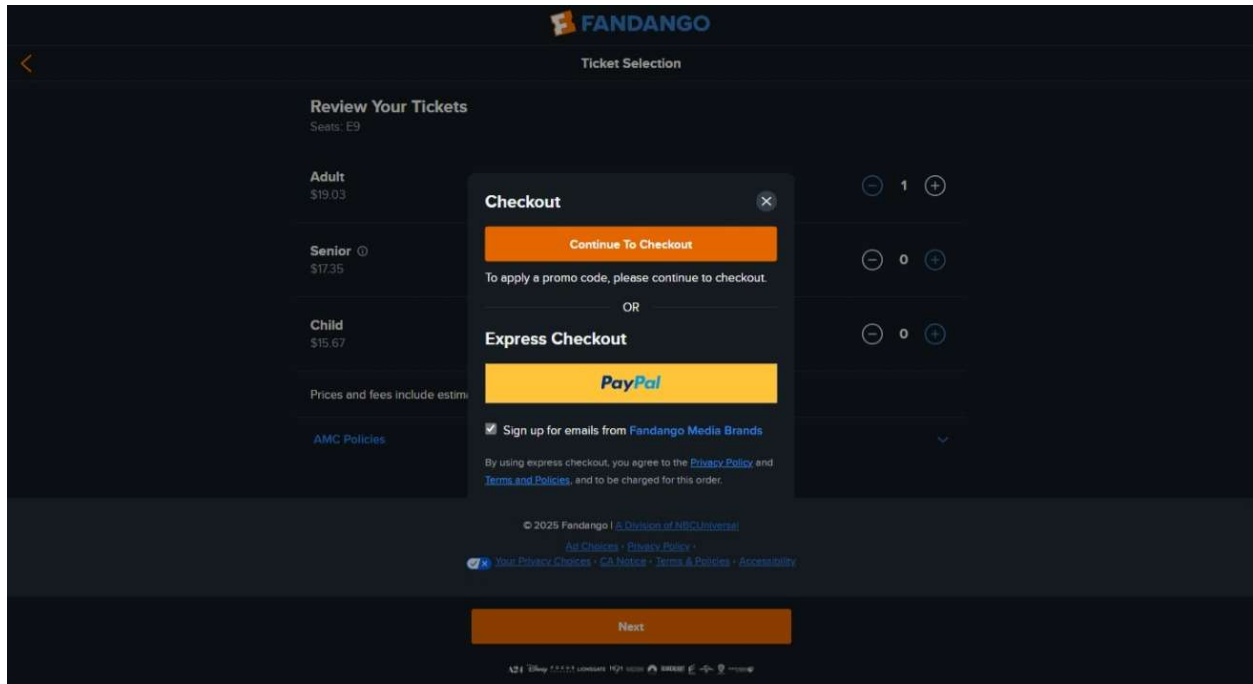 FANDANGO
Ticket Selection
Review Your Tickets
Seats: E9
Adult
$19.03
1
Senior
$17.35
0
Child
$15.67
0
Prices and fees include
AMC Policies
Checkout
Continue To Checkout
To apply a promo code, please continue to checkout.
OR
Express Checkout
PayPal
Sign up for emails from Fandango Media Brands
By using express checkout, you agree to the Privacy Policy and
Terms and Policies, and to be charged for this order.
© 2025 Fandango | A Division of NBCUniversal
Ad Choices • Privacy Policy •
Your Privacy Choices • CA Notice • Terms & Policies • Accessibility
Next
A24 Disney LIONSGATE